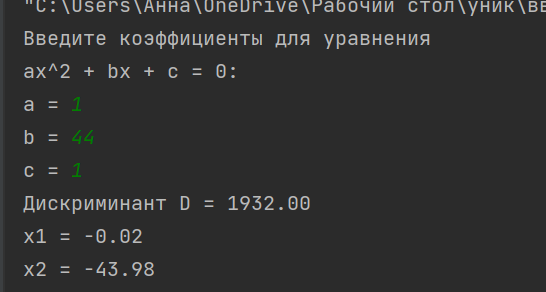 "C:\Users\Анна\OneDrive\Рабочий стол\уник\вв
Введите коэффициенты для уравнения
ax^2 + bx + c = 0:
a = 1
b = 44
c = 1
Дискриминант D = 1932.00
x1 = -0.02
x2 = -43.98